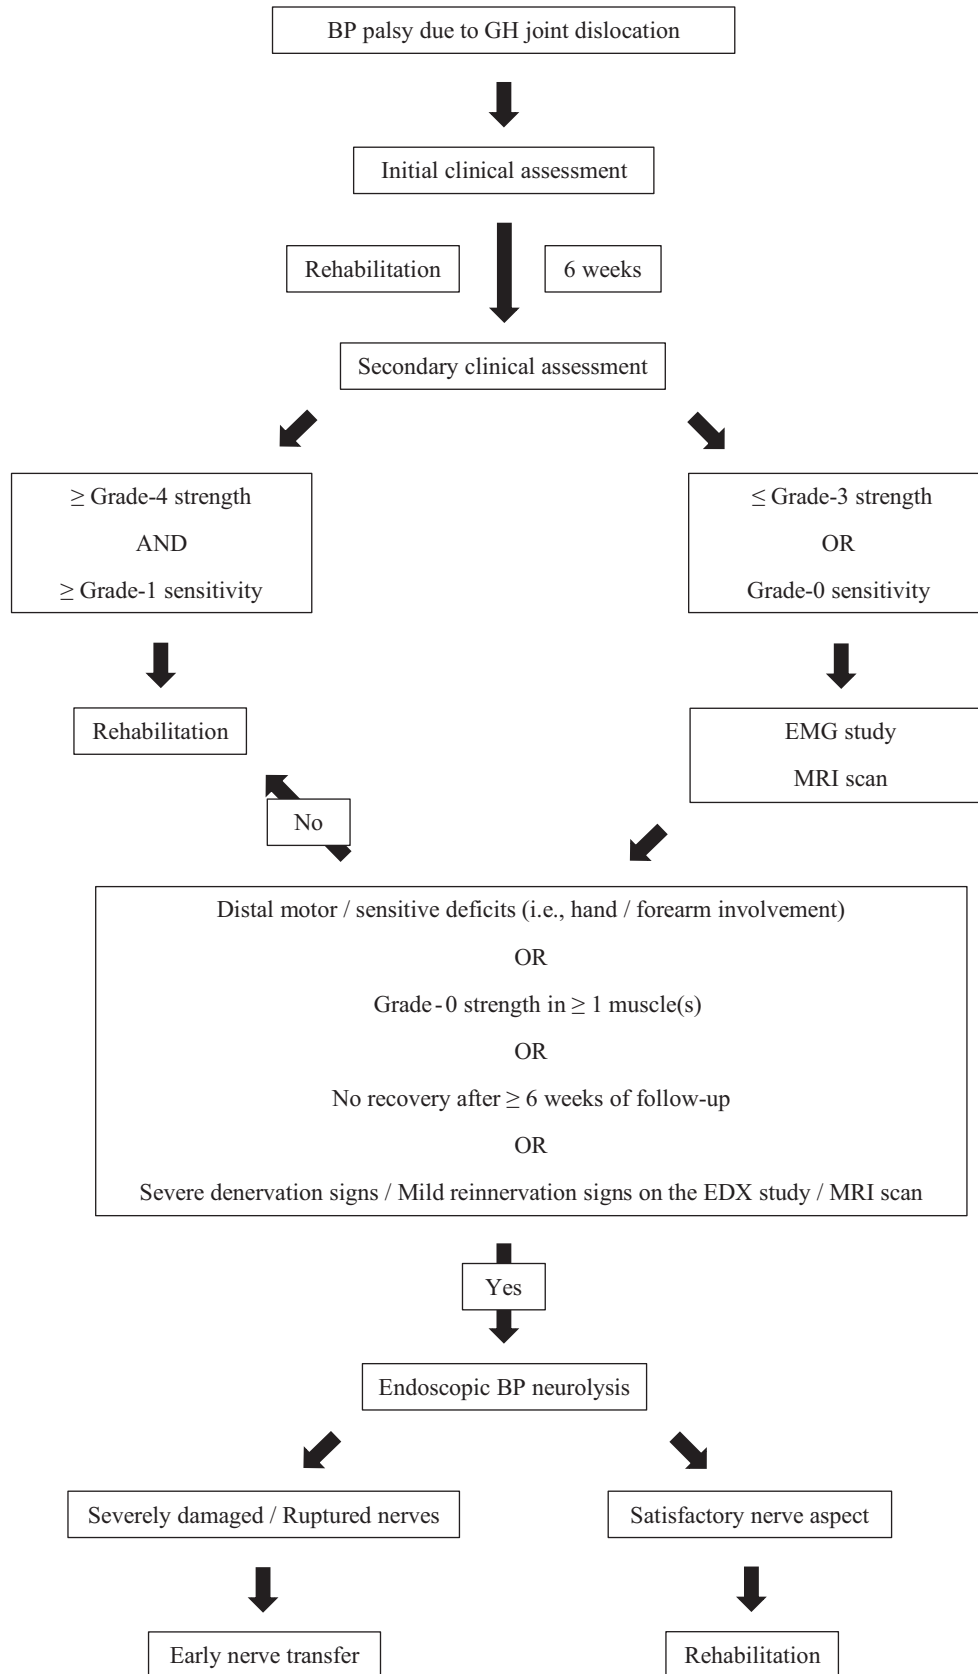 BP palsy due to GH joint dislocation
Initial clinical assessment
Rehabilitation
6 weeks
Secondary clinical assessment
≥ Grade-4 strength
AND
≥ Grade-1 sensitivity
≤ Grade-3 strength
OR
Grade-0 sensitivity
Rehabilitation
EMG study
MRI scan
No
Distal motor / sensitive deficits (i.e., hand / forearm involvement)
OR
Grade-0 strength in ≥ 1 muscle(s)
OR
No recovery after ≥ 6 weeks of follow-up
OR
Severe denervation signs / Mild reinnervation signs on the EDX study / MRI scan
Yes
Endoscopic BP neurolysis
Severely damaged / Ruptured nerves
Satisfactory nerve aspect
Early nerve transfer
Rehabilitation